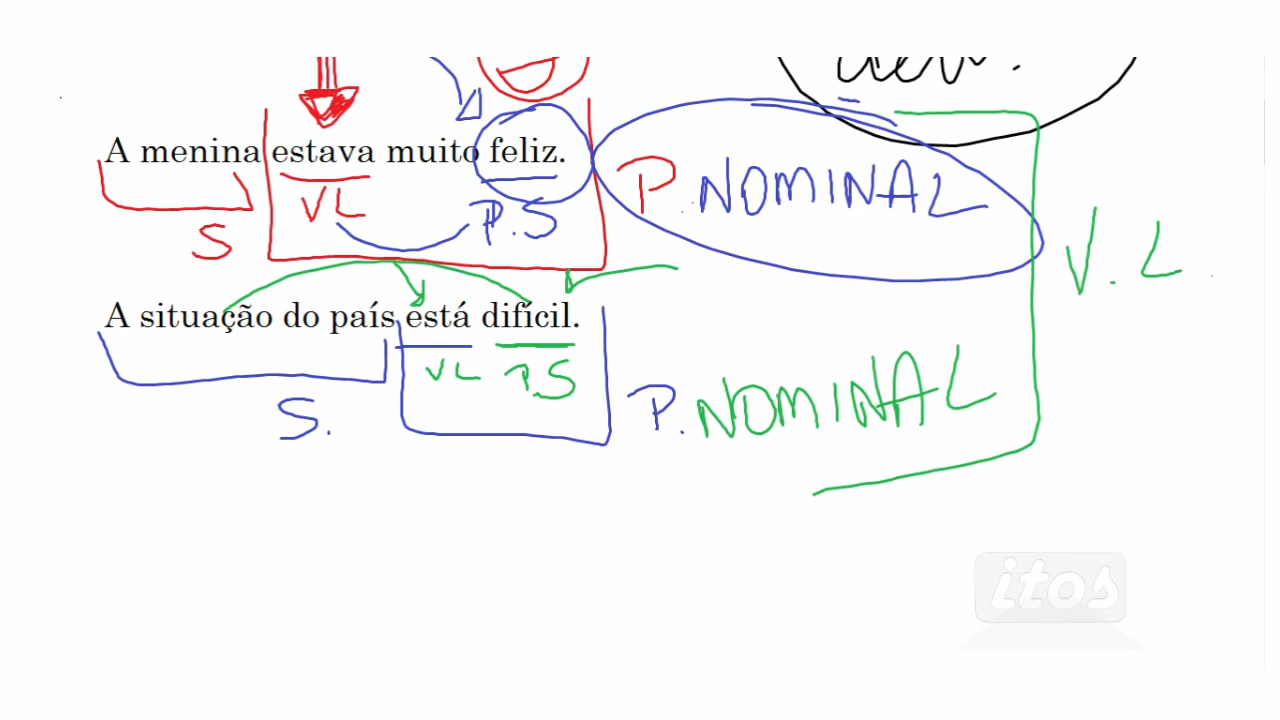 A menina estava muito feliz.
P. NOMINAL
VL
P.S
S
V.L
A situação do país está difícil.
VL P.S
S.
P. NOMINAL
itos